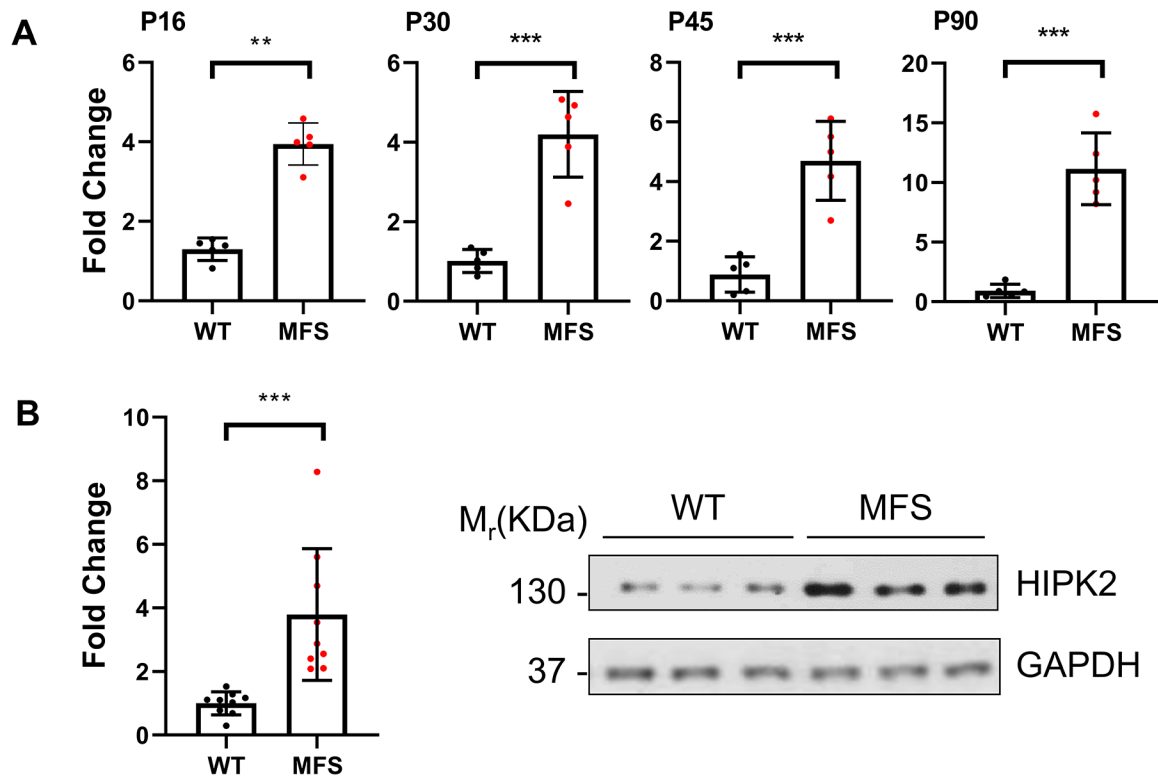 A
P16
P30
P45
P90
**
***
***
***
Fold Change
6
4
2
0
WT
MFS
6
4
2
0
WT
MFS
8
6
4
2
0
WT
MFS
20
15
10
5
0
WT
MFS
B
***
Fold Change
10
8
6
4
2
0
WT
MFS
WT
MFS
Mr(KDa)
130 -
HIPK2
37 -
GAPDH